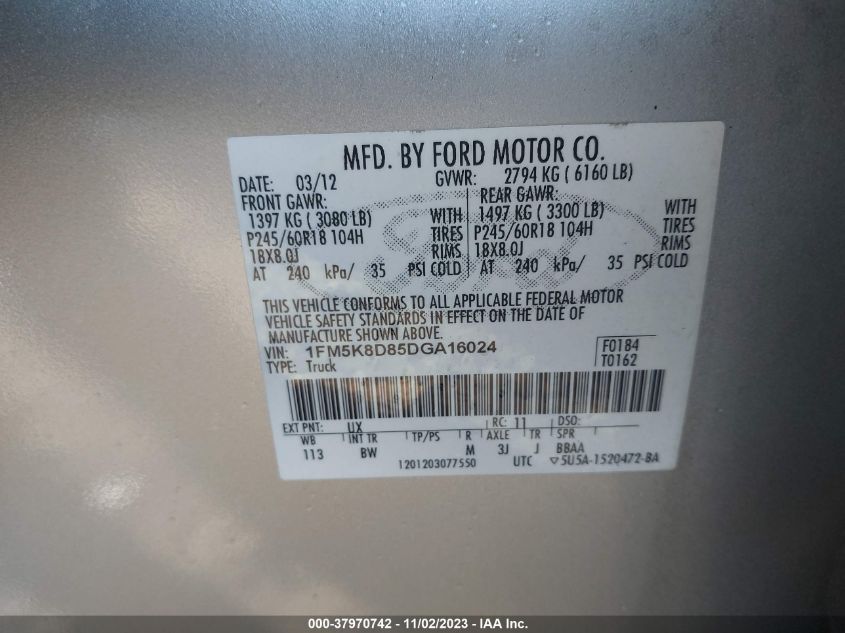 MFD. BY FORD MOTOR CO.
DATE: 03/12 GVWR: 2794 KG ( 6160 LB)
FRONT GAWR: REAR GAWR:
1397 KG ( 3080 LB) WITH 1497 KG ( 3300 LB) WITH
P245/60R18 104H TIRES P245/60R18 104H TIRES
18X8.0J RIMS 18X8.0J RIMS
AT 240 kPa/ 35 PSI COLD AT 240 kPa/ 35 PSI COLD
THIS VEHICLE CONFORMS TO ALL APPLICABLE FEDERAL MOTOR
VEHICLE SAFETY STANDARDS IN EFFECT ON THE DATE OF
MANUFACTURE SHOWN ABOVE.
VIN: 1FM5K8D85DGA16024 F0184
TYPE: Truck T0162
EXT PNT: UX RC: 11 DSO:
WB INT TR TP/PS R AXLE TR SPR
113 BW M 3J J BBAA
1201203077550 UTC ▽5U5A-1520472-BA
000-37970742 - 11/02/2023 - IAA Inc.